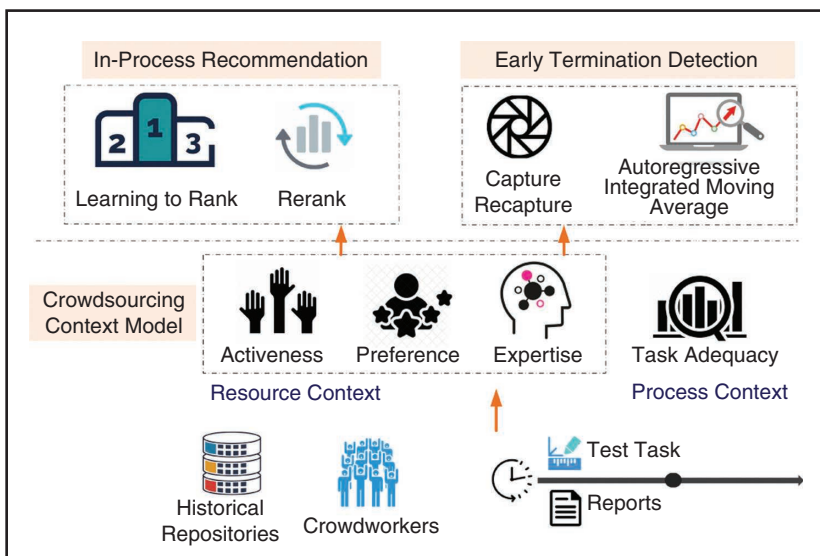 In-Process Recommendation
Early Termination Detection
2 1 3
Learning to Rank
Rerank
Capture
Recapture
Autoregressive
Integrated Moving
Average
Crowdsourcing
Context Model
Activeness
Preference
Expertise
Task Adequacy
Resource Context
Process Context
Historical
Repositories
Crowdworkers
Test Task
Reports